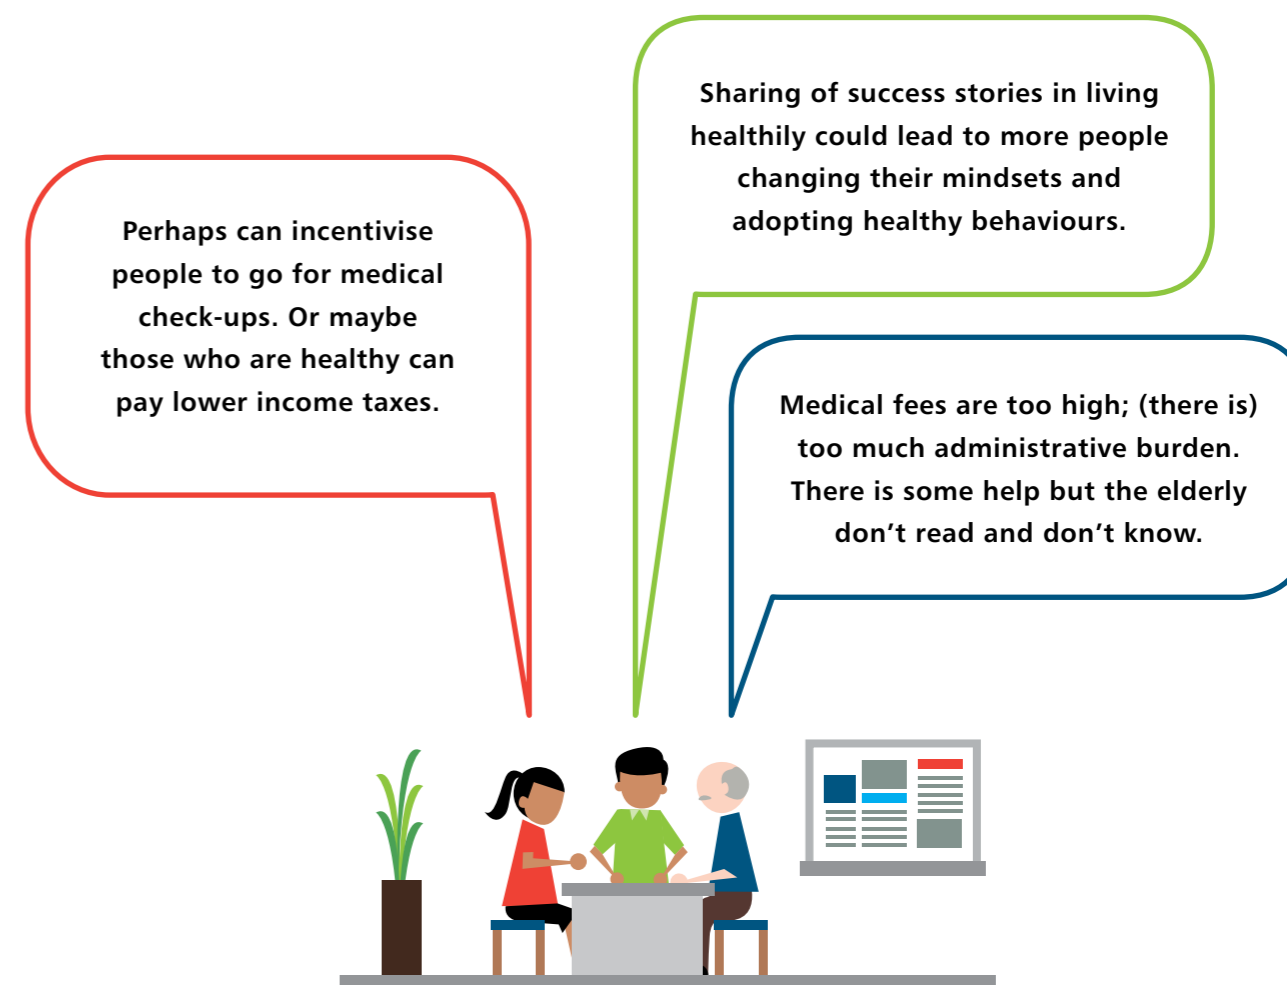 Perhaps can incentivise
people to go for medical
check-ups. Or maybe
those who are healthy can
pay lower income taxes.
Sharing of success stories in living
healthily could lead to more people
changing their mindsets and
adopting healthy behaviours.
Medical fees are too high; (there is)
too much administrative burden.
There is some help but the elderly
don’t read and don’t know.